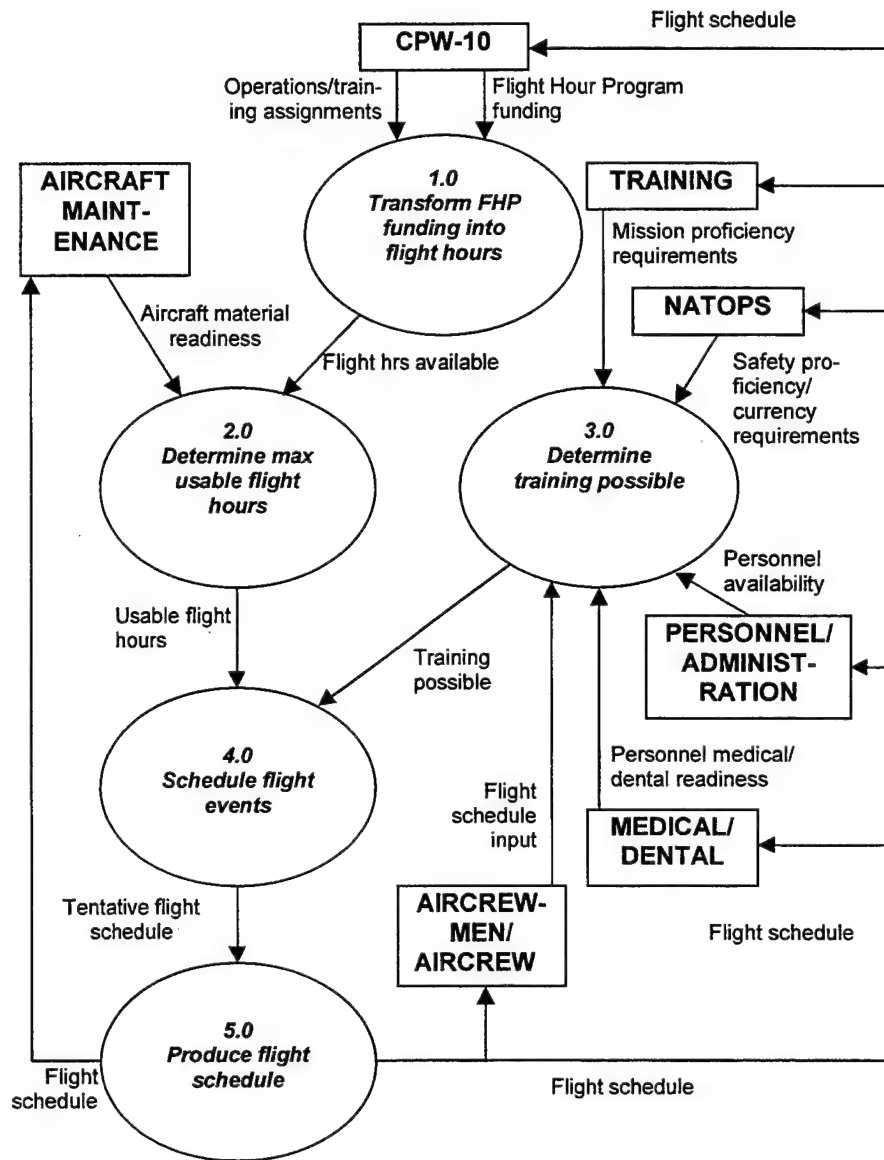 Flight schedule
CPW-10
Operations/train-
ing assignments
Flight Hour Program
funding
AIRCRAFT
MAINT-
ENANCE
1.0
Transform FHP
funding into
flight hours
TRAINING
Mission proficiency
requirements
NATOPS
Aircraft material
readiness
Flight hrs available
Safety pro-
ficiency/
currency
requirements
2.0
Determine max
usable flight
hours
3.0
Determine
training possible
Personnel
availability
Usable flight
hours
Training
possible
PERSONNEL/
ADMINIST-
RATION
4.0
Schedule flight
events
Personnel medical/
dental readiness
Flight
schedule
input
MEDICAL/
DENTAL
Tentative flight
schedule
AIRCREW-
MEN/
AIRCREW
Flight schedule
5.0
Produce flight
schedule
Flight
schedule
Flight schedule